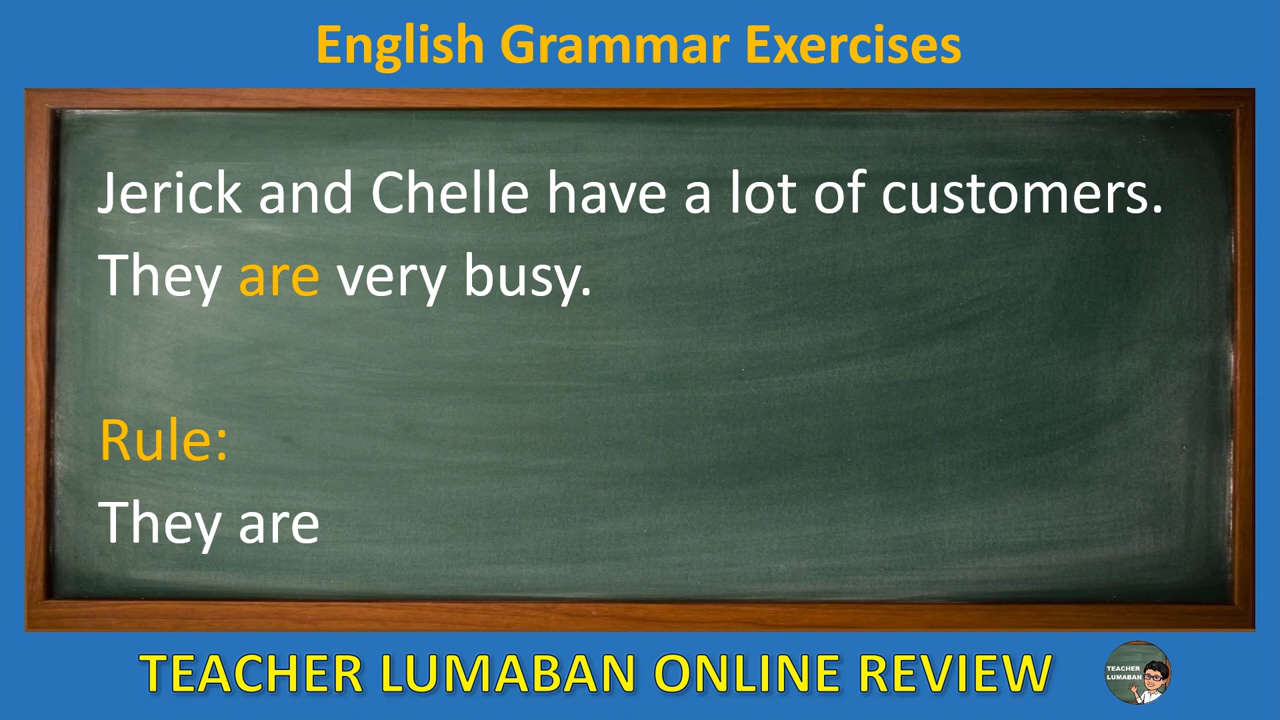 English Grammar Exercises
Jerick and Chelle have a lot of customers.
They are very busy.
Rule:
They are
TEACHER LUMABAN ONLINE REVIEW
TEACHER
LUMABAN